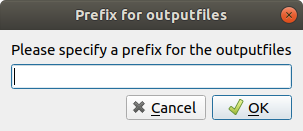 Prefix for outputfiles
Please specify a prefix for the outputfiles
Cancel
OK